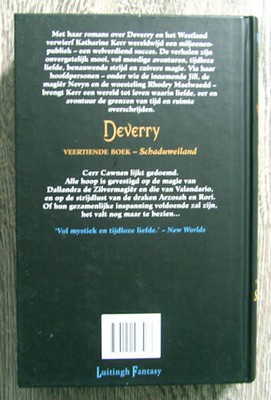 Met haar romans over Deverry en het Westland
verwierf Katharine Kerr wereldwijd een miljoenen-
publiek – een welverdiend succes. De verhalen zijn
onvergetelijk mooi, vol moedige avonturen, tijdloze
liefde, benauwende strijd en zuivere magie. Via haar
hoofdpersonen – onder wie de innemende Jill, de
magiër Nevyn en de woesteling Rhodry Maelwaedd –
brengt Kerr een wereld tot leven waarin liefde, eer en
avontuur de grenzen van tijd en ruimte
overschrijden.
Deverry
VEERTIENDE BOEK – Schaduweiland
Cerr Cawnen lijkt gedoemd.
Alle hoop is gevestigd op de magie van
Dallandra de Zilvermagiër en die van Valandario,
en op de strijdlust van de draken Arzosah en Rori.
Of hun gezamenlijke inspanning voldoende zal zijn,
het valt nog maar te bezien...
'Vol mystiek en tijdloze liefde.' – New Worlds
Luitingh Fantasy